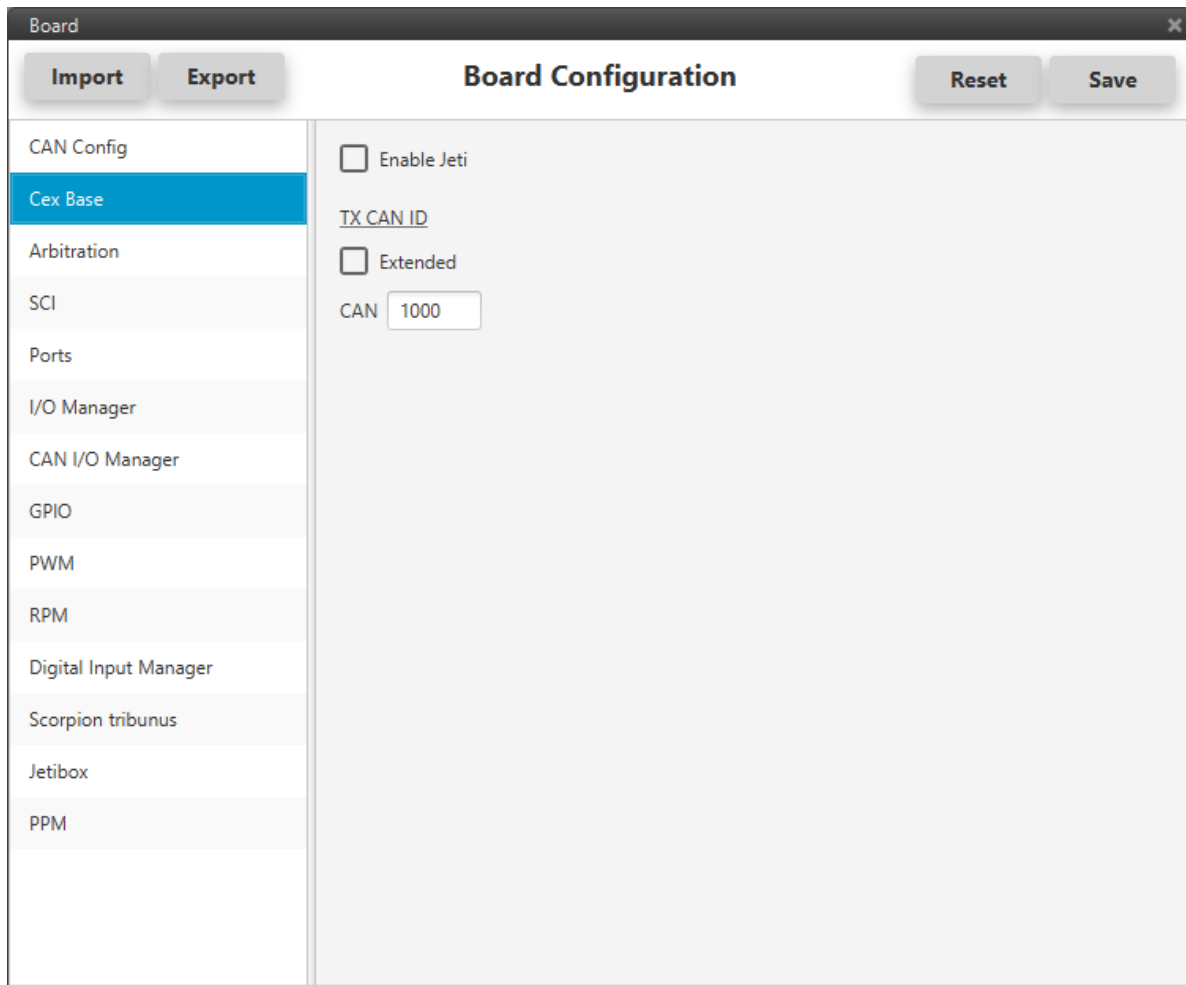 Board
Import Export Board Configuration Reset Save
CAN Config
Cex Base
Arbitration
SCI
Ports
I/O Manager
CAN I/O Manager
GPIO
PWM
RPM
Digital Input Manager
Scorpion tribunus
Jetibox
PPM
Enable Jeti
TX CAN ID
Extended
CAN 1000